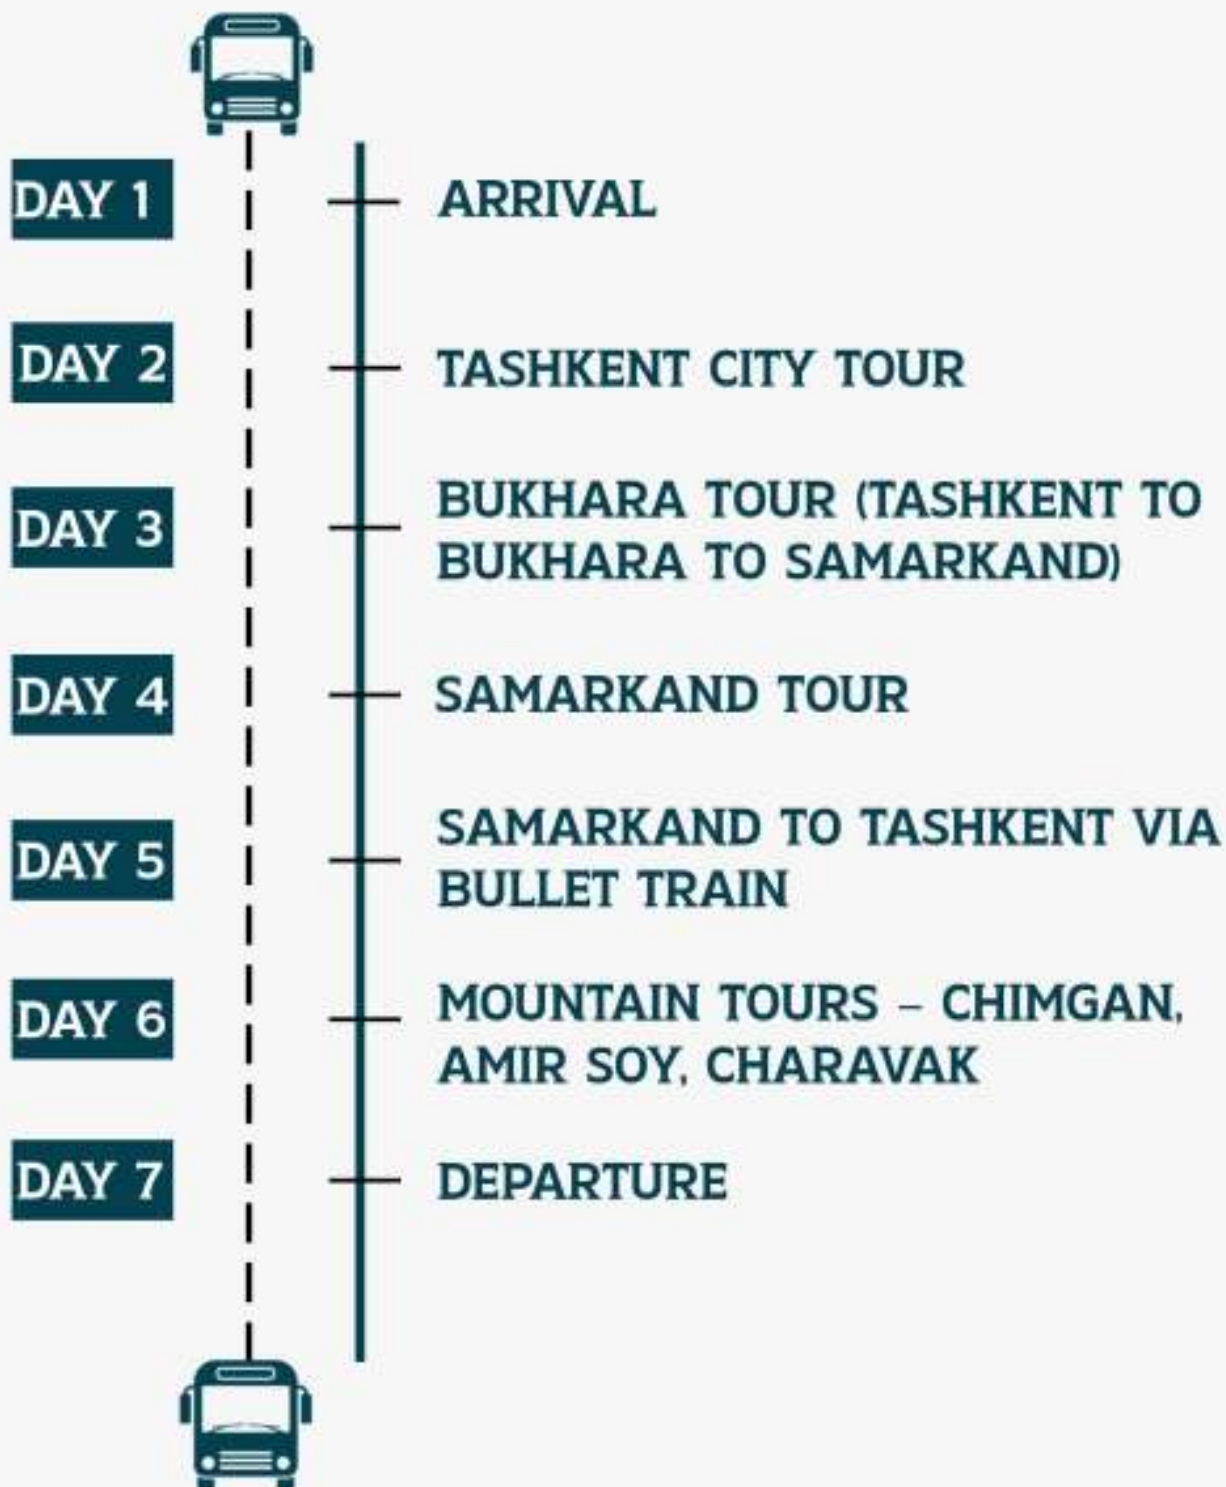 DAY 1
ARRIVAL
DAY 2
TASHKENT CITY TOUR
DAY 3
BUKHARA TOUR (TASHKENT TO
BUKHARA TO SAMARKAND)
DAY 4
SAMARKAND TOUR
DAY 5
SAMARKAND TO TASHKENT VIA
BULLET TRAIN
DAY 6
MOUNTAIN TOURS – CHIMGAN,
AMIR SOY, CHARAVAK
DAY 7
DEPARTURE